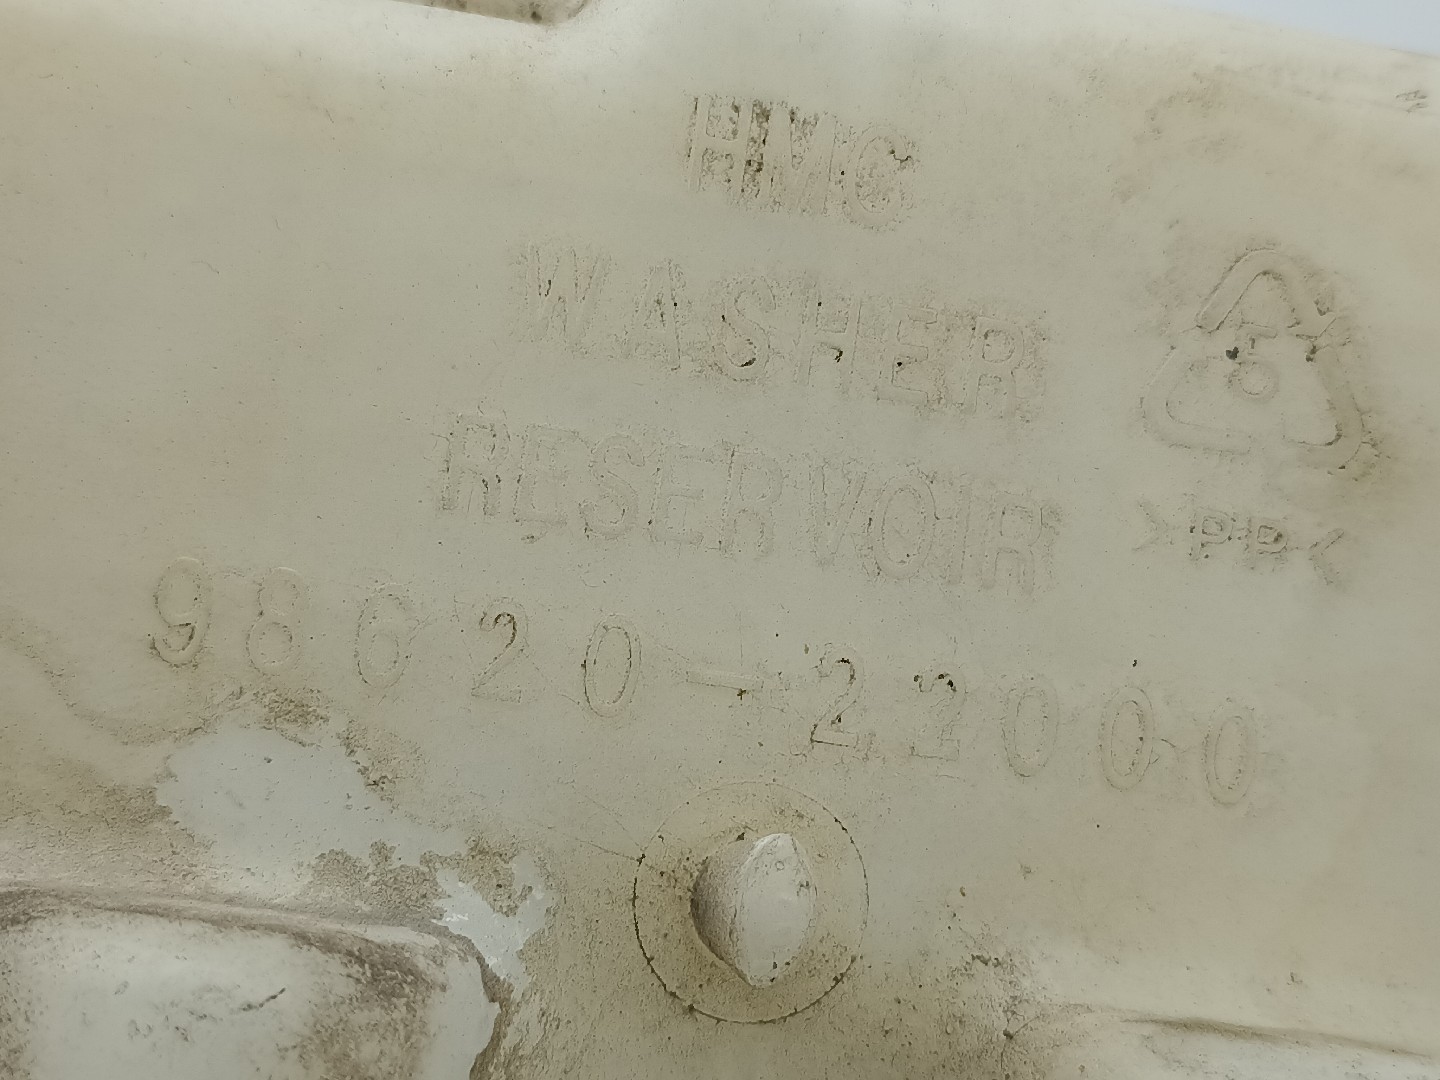 HMC
WASHER
RESERVOIR
>PP<
98620-22000